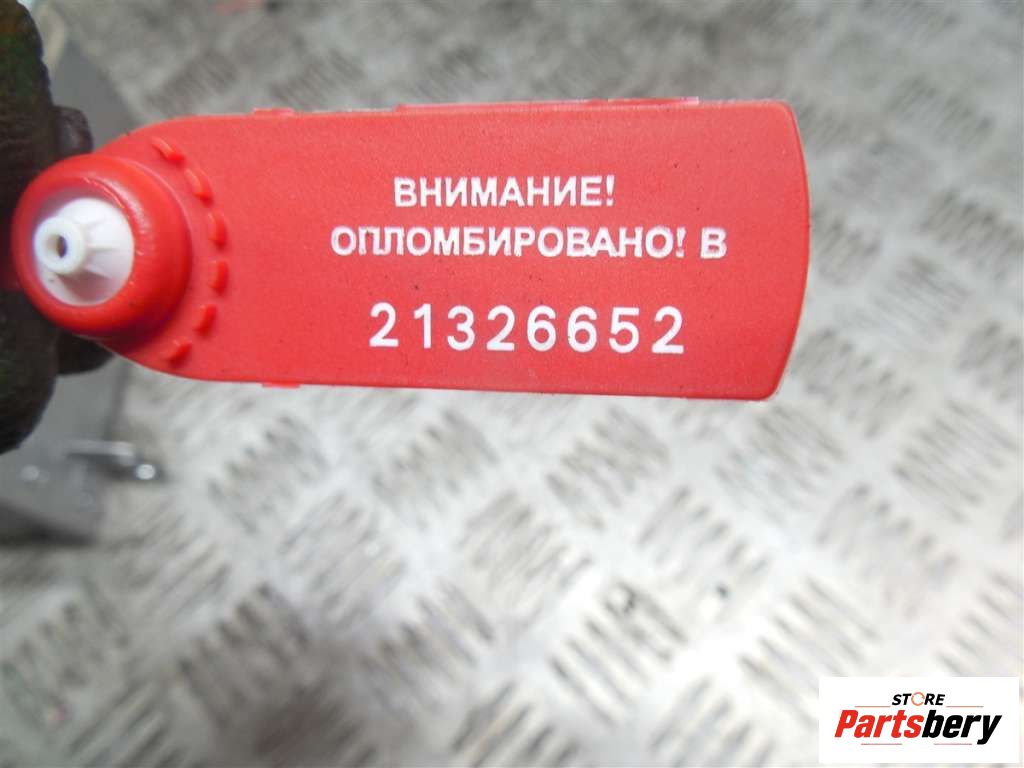 ВНИМАНИЕ!
ОПЛОМБИРОВАНО! В
21326652
STORE
Partsbery